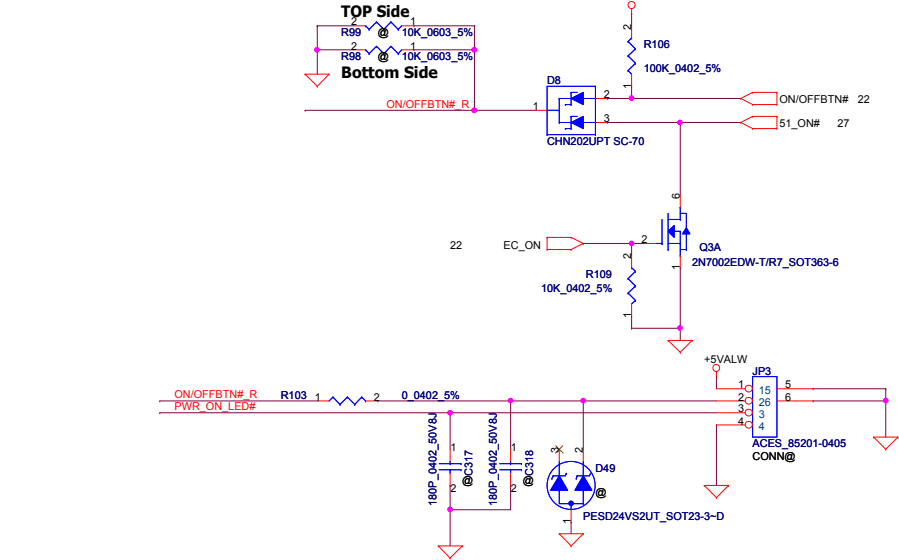 TOP Side
2 1
R99 @ 10K_0603_5%
2 1
R98 @ 10K_0603_5%
Bottom Side
2
R106
100K_0402_5%
1
D8
ON/OFFBTN#_R
1
2
ON/OFFBTN# 22
3
51_ON# 27
CHN202UPT SC-70
6
22 EC_ON
2
Q3A
2N7002EDW-T/R7_SOT363-6
2
1
R109
10K_0402_5%
1
+5VALW
JP3
ON/OFFBTN#_R R103 1 2 0_0402_5%
PWR_ON_LED#
1 15 5
2 26 6
3 3
4 4
ACES_85201-0405
CONN@
180P_0402_50V8J
1
2
@C317
180P_0402_50V8J
1
2
@C318
3 2
D49
@
1
PESD24VS2UT_SOT23-3~D